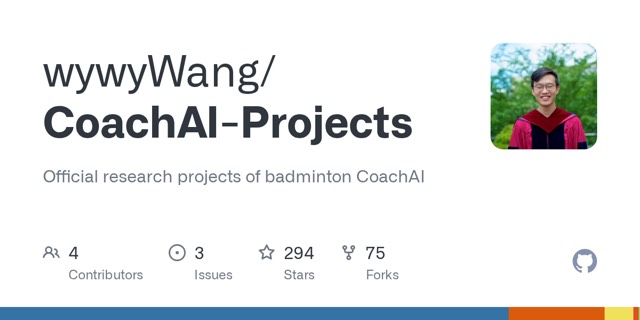 wywyWang/
CoachAI-Projects
Official research projects of badminton CoachAI
4
Contributors
3
Issues
294
Stars
75
Forks